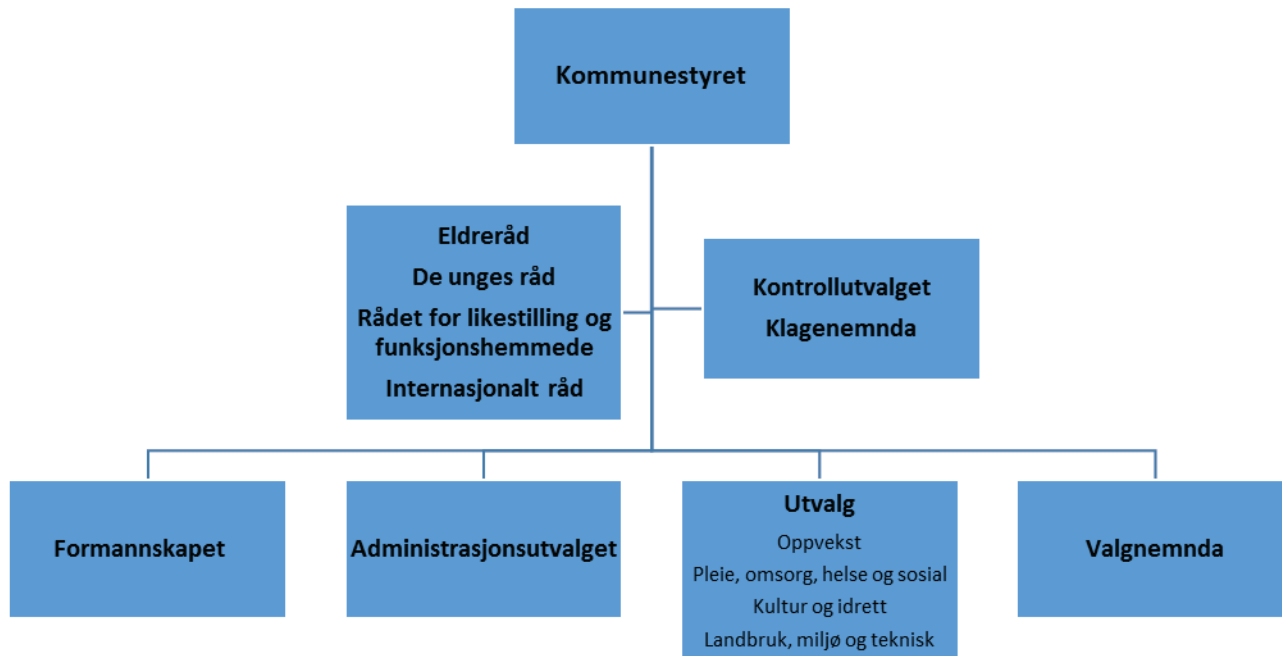 Kommunestyret
Eldreråd
De unges råd
Rådet for likestilling og
funksjonshemmede
Internasjonalt råd
Kontrollutvalget
Klagenemnda
Formannskapet
Administrasjonsutvalget
Utvalg
Oppvekst
Pleie, omsorg, helse og sosial
Kultur og idrett
Landbruk, miljø og teknisk
Valgnemnda